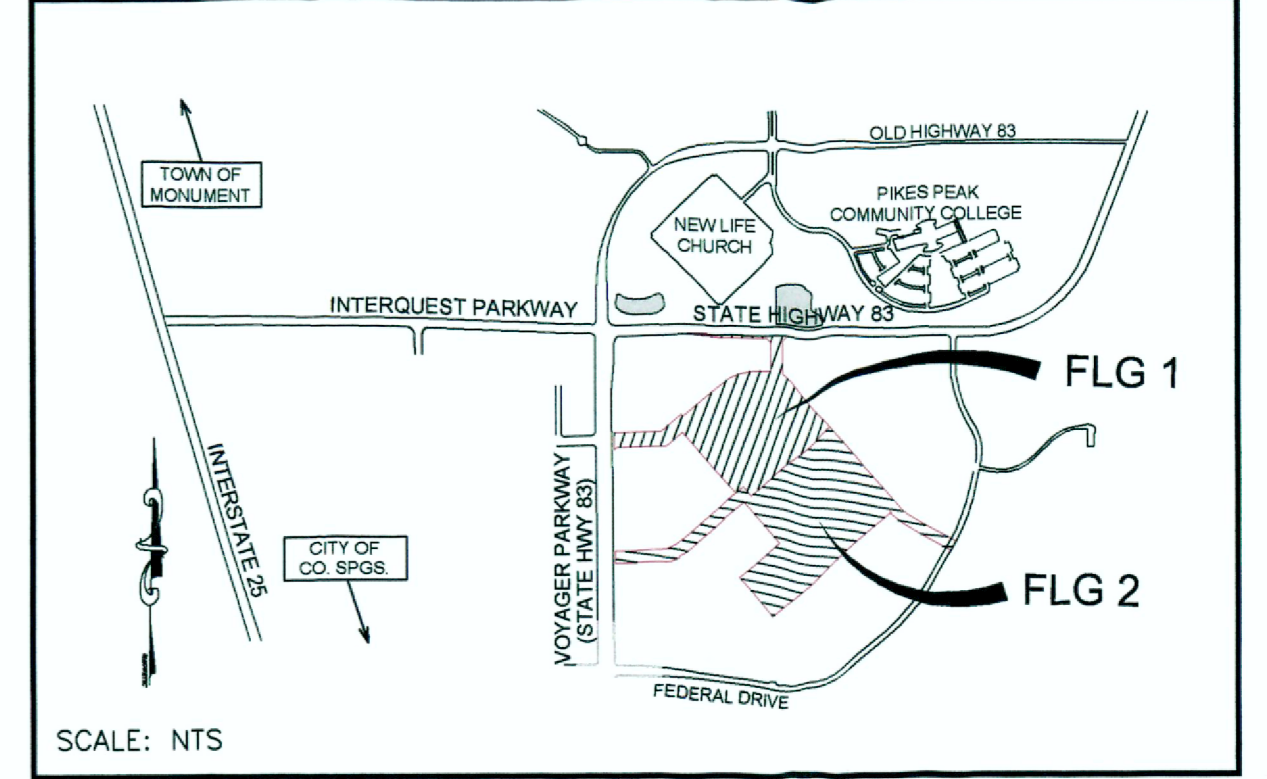 OLD HIGHWAY 83
TOWN OF
MONUMENT
PIKES PEAK
COMMUNITY COLLEGE
NEW LIFE
CHURCH
INTERQUEST PARKWAY
STATE HIGHWAY 83
FLG 1
INTERSTATE 25
VOYAGER PARKWAY
(STATE HWY 83)
CITY OF
CO. SPGS.
FLG 2
FEDERAL DRIVE
SCALE: NTS